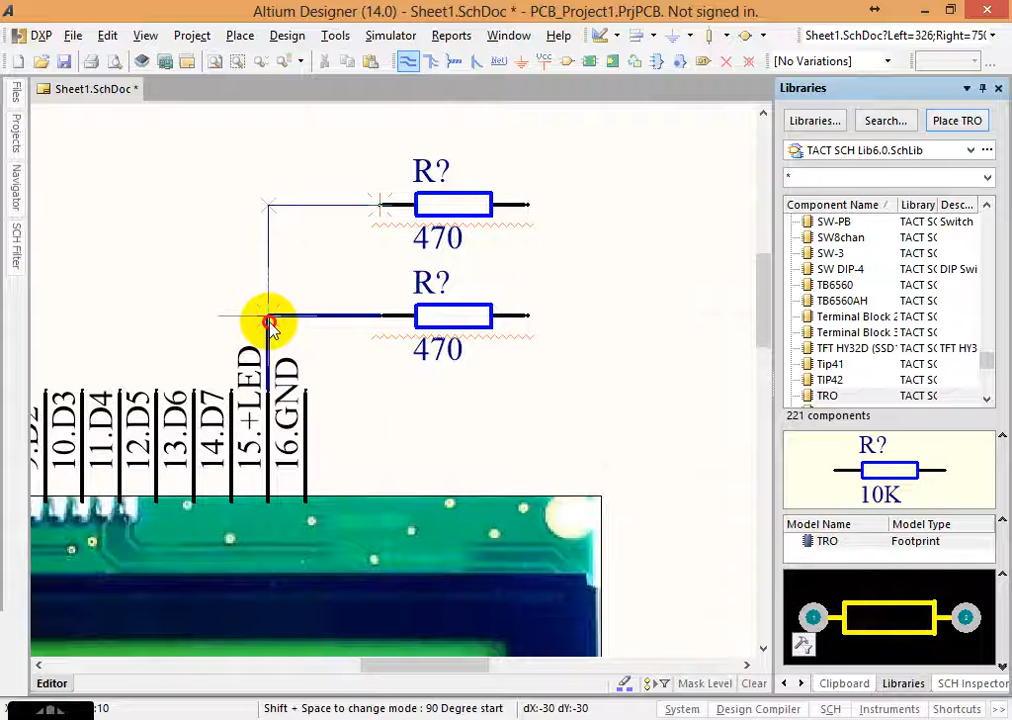 Altium Designer (14.0) - Sheet1.SchDoc * - PCB_Project1.PrjPCB. Not signed in.
DXP File Edit View Project Place Design Tools Simulator Reports Window Help
Sheet1.SchDoc?Left=326;Right=750
[No Variations]
Sheet1.SchDoc *
Files
Projects
Navigator
SCH Filter
R?
470
R?
470
10.D3
11.D4
12.D5
13.D6
14.D7
15.+LED
16.GND
Libraries
Libraries... Search... Place TRO
TACT SCH Lib6.0.SchLib
*
Component Name Library Desc...
SW-PB TACT SC Switch
SW8chan TACT SC
SW-3 TACT SC
SW DIP-4 TACT SC DIP Swi
TB6560 TACT SC
TB6560AH TACT SC
Terminal Block 2 TACT SC
Terminal Block 2 TACT SC
TFT HY32D (SSD TACT SC TFT HY3
Tip41 TACT SC
TIP42 TACT SC
TRO TACT SC
221 components
R?
10K
Model Name Model Type
TRO Footprint
Editor
Mask Level Clear
Clipboard Libraries SCH Inspector
:10 Shift + Space to change mode : 90 Degree start dX:-30 dY:-30
System Design Compiler SCH Instruments Shortcuts >>